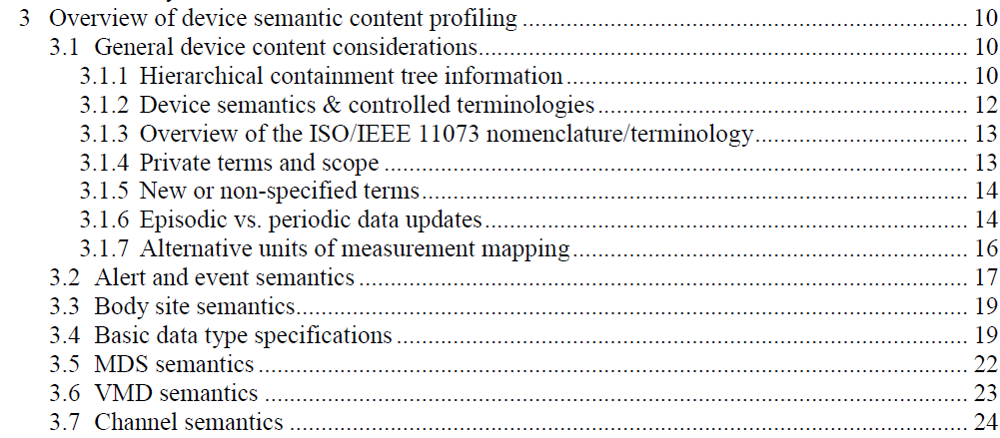 3 Overview of device semantic content profiling ........................................ 10
3.1 General device content considerations........................................ 10
3.1.1 Hierarchical containment tree information ........................................ 10
3.1.2 Device semantics & controlled terminologies ........................................ 12
3.1.3 Overview of the ISO/IEEE 11073 nomenclature/terminology........................................ 13
3.1.4 Private terms and scope ........................................ 13
3.1.5 New or non-specified terms........................................ 14
3.1.6 Episodic vs. periodic data updates........................................ 14
3.1.7 Alternative units of measurement mapping........................................ 16
3.2 Alert and event semantics ........................................ 17
3.3 Body site semantics........................................ 19
3.4 Basic data type specifications ........................................ 19
3.5 MDS semantics ........................................ 22
3.6 VMD semantics ........................................ 23
3.7 Channel semantics ........................................ 24